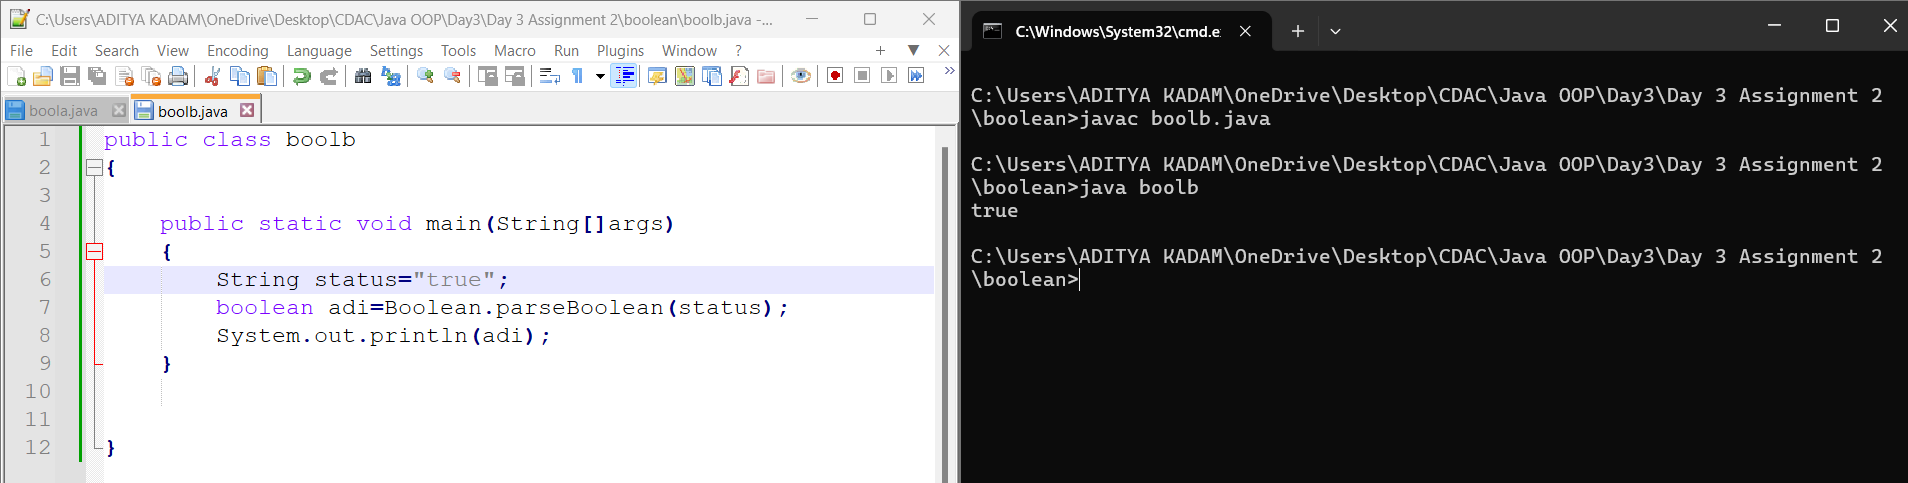 C:\Users\ADITYA KADAM\OneDrive\Desktop\CDAC\Java OOP\Day3\Day 3 Assignment 2\boolean\boolb.java -...
File Edit Search View Encoding Language Settings Tools Macro Run Plugins Window ?
boola.java boolb.java
1 public class boolb
2 {
3
4 public static void main(String[]args)
5 {
6 String status="true";
7 boolean adi=Boolean.parseBoolean(status);
8 System.out.println(adi);
9 }
10
11
12 }
C:\Windows\System32\cmd.e:
C:\Users\ADITYA KADAM\OneDrive\Desktop\CDAC\Java OOP\Day3\Day 3 Assignment 2
\boolean>javac boolb.java
C:\Users\ADITYA KADAM\OneDrive\Desktop\CDAC\Java OOP\Day3\Day 3 Assignment 2
\boolean>java boolb
true
C:\Users\ADITYA KADAM\OneDrive\Desktop\CDAC\Java OOP\Day3\Day 3 Assignment 2
\boolean>